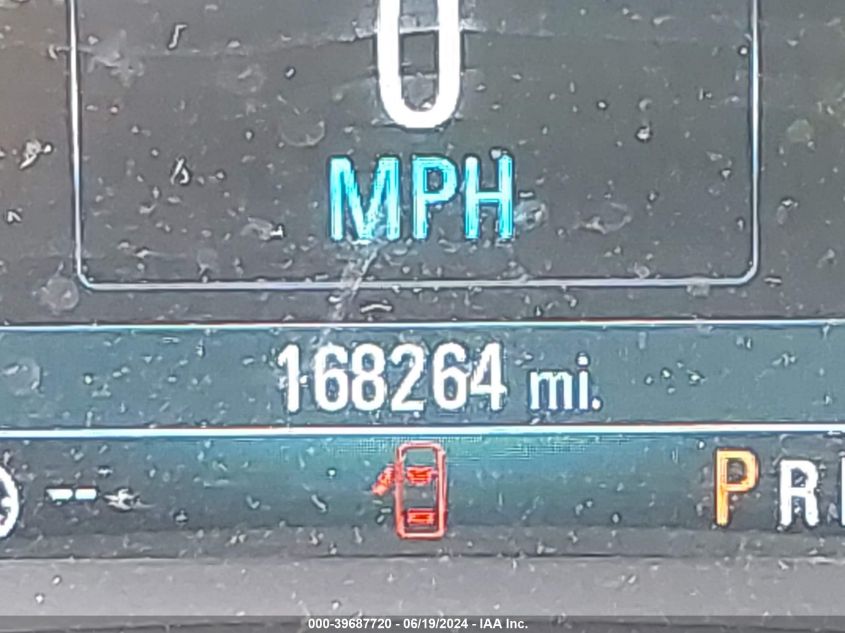 0
MPH
168264 mi.
-- P R
000-39687720 - 06/19/2024 - IAA Inc.